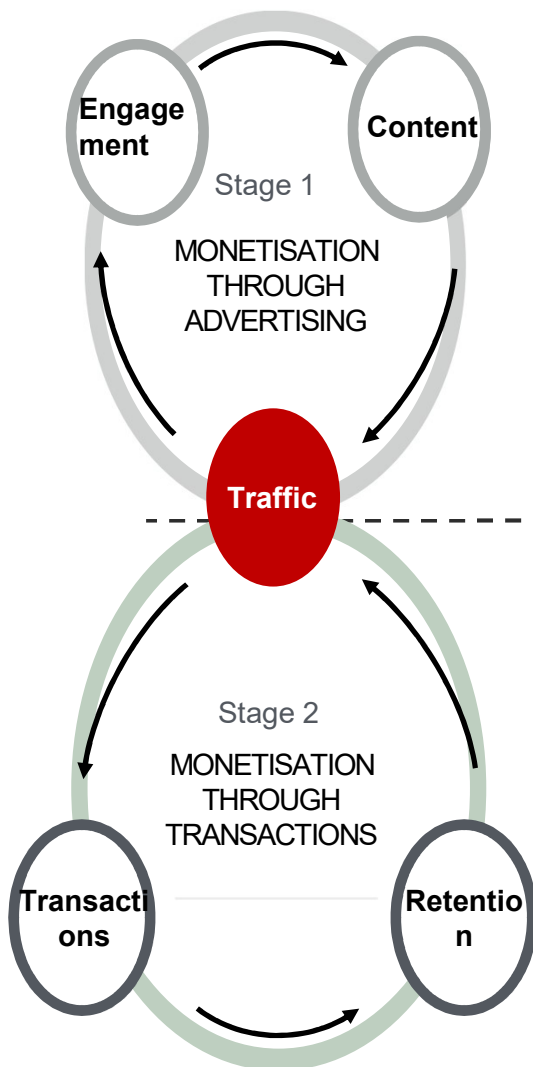 Engage
ment
Content
Stage 1
MONETISATION
THROUGH
ADVERTISING
Traffic
Stage 2
MONETISATION
THROUGH
TRANSACTIONS
Transacti
ons
Retentio
n